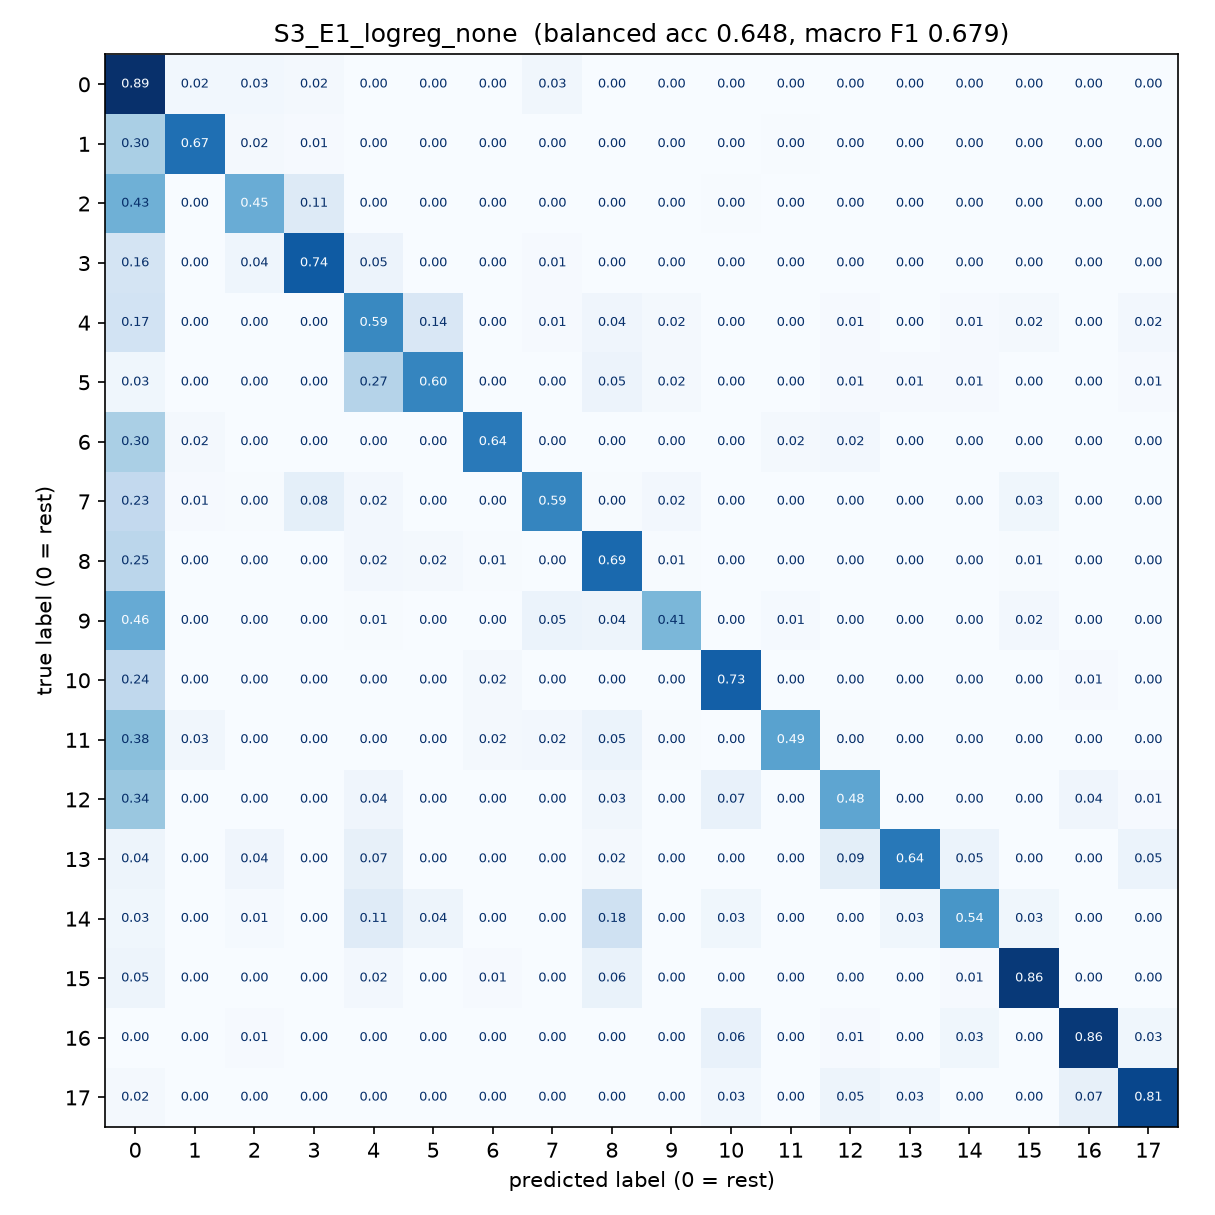 S3_E1_logreg_none  (balanced acc 0.648, macro F1 0.679)
0 0.89 0.02 0.03 0.02 0.00 0.00 0.00 0.03 0.00 0.00 0.00 0.00 0.00 0.00 0.00 0.00 0.00 0.00
1 0.30 0.67 0.02 0.01 0.00 0.00 0.00 0.00 0.00 0.00 0.00 0.00 0.00 0.00 0.00 0.00 0.00 0.00
2 0.43 0.00 0.45 0.11 0.00 0.00 0.00 0.00 0.00 0.00 0.00 0.00 0.00 0.00 0.00 0.00 0.00 0.00
3 0.16 0.00 0.04 0.74 0.05 0.00 0.00 0.01 0.00 0.00 0.00 0.00 0.00 0.00 0.00 0.00 0.00 0.00
4 0.17 0.00 0.00 0.00 0.59 0.14 0.00 0.01 0.04 0.02 0.00 0.00 0.01 0.00 0.01 0.02 0.00 0.02
5 0.03 0.00 0.00 0.00 0.27 0.60 0.00 0.00 0.05 0.02 0.00 0.00 0.01 0.01 0.01 0.00 0.00 0.01
6 0.30 0.02 0.00 0.00 0.00 0.00 0.64 0.00 0.00 0.00 0.00 0.02 0.02 0.00 0.00 0.00 0.00 0.00
7 0.23 0.01 0.00 0.08 0.02 0.00 0.00 0.59 0.00 0.02 0.00 0.00 0.00 0.00 0.00 0.03 0.00 0.00
8 0.25 0.00 0.00 0.00 0.02 0.02 0.01 0.00 0.69 0.01 0.00 0.00 0.00 0.00 0.00 0.01 0.00 0.00
9 0.46 0.00 0.00 0.00 0.01 0.00 0.00 0.05 0.04 0.41 0.00 0.01 0.00 0.00 0.00 0.02 0.00 0.00
10 0.24 0.00 0.00 0.00 0.00 0.00 0.02 0.00 0.00 0.00 0.73 0.00 0.00 0.00 0.00 0.00 0.01 0.00
11 0.38 0.03 0.00 0.00 0.00 0.00 0.02 0.02 0.05 0.00 0.00 0.49 0.00 0.00 0.00 0.00 0.00 0.00
12 0.34 0.00 0.00 0.00 0.04 0.00 0.00 0.00 0.03 0.00 0.07 0.00 0.48 0.00 0.00 0.00 0.04 0.01
13 0.04 0.00 0.04 0.00 0.07 0.00 0.00 0.00 0.02 0.00 0.00 0.00 0.09 0.64 0.05 0.00 0.00 0.05
14 0.03 0.00 0.01 0.00 0.11 0.04 0.00 0.00 0.18 0.00 0.03 0.00 0.00 0.03 0.54 0.03 0.00 0.00
15 0.05 0.00 0.00 0.00 0.02 0.00 0.01 0.00 0.06 0.00 0.00 0.00 0.00 0.00 0.01 0.86 0.00 0.00
16 0.00 0.00 0.01 0.00 0.00 0.00 0.00 0.00 0.00 0.00 0.06 0.00 0.01 0.00 0.03 0.00 0.86 0.03
17 0.02 0.00 0.00 0.00 0.00 0.00 0.00 0.00 0.00 0.00 0.03 0.00 0.05 0.03 0.00 0.00 0.07 0.81
0 1 2 3 4 5 6 7 8 9 10 11 12 13 14 15 16 17
predicted label (0 = rest)
true label (0 = rest)